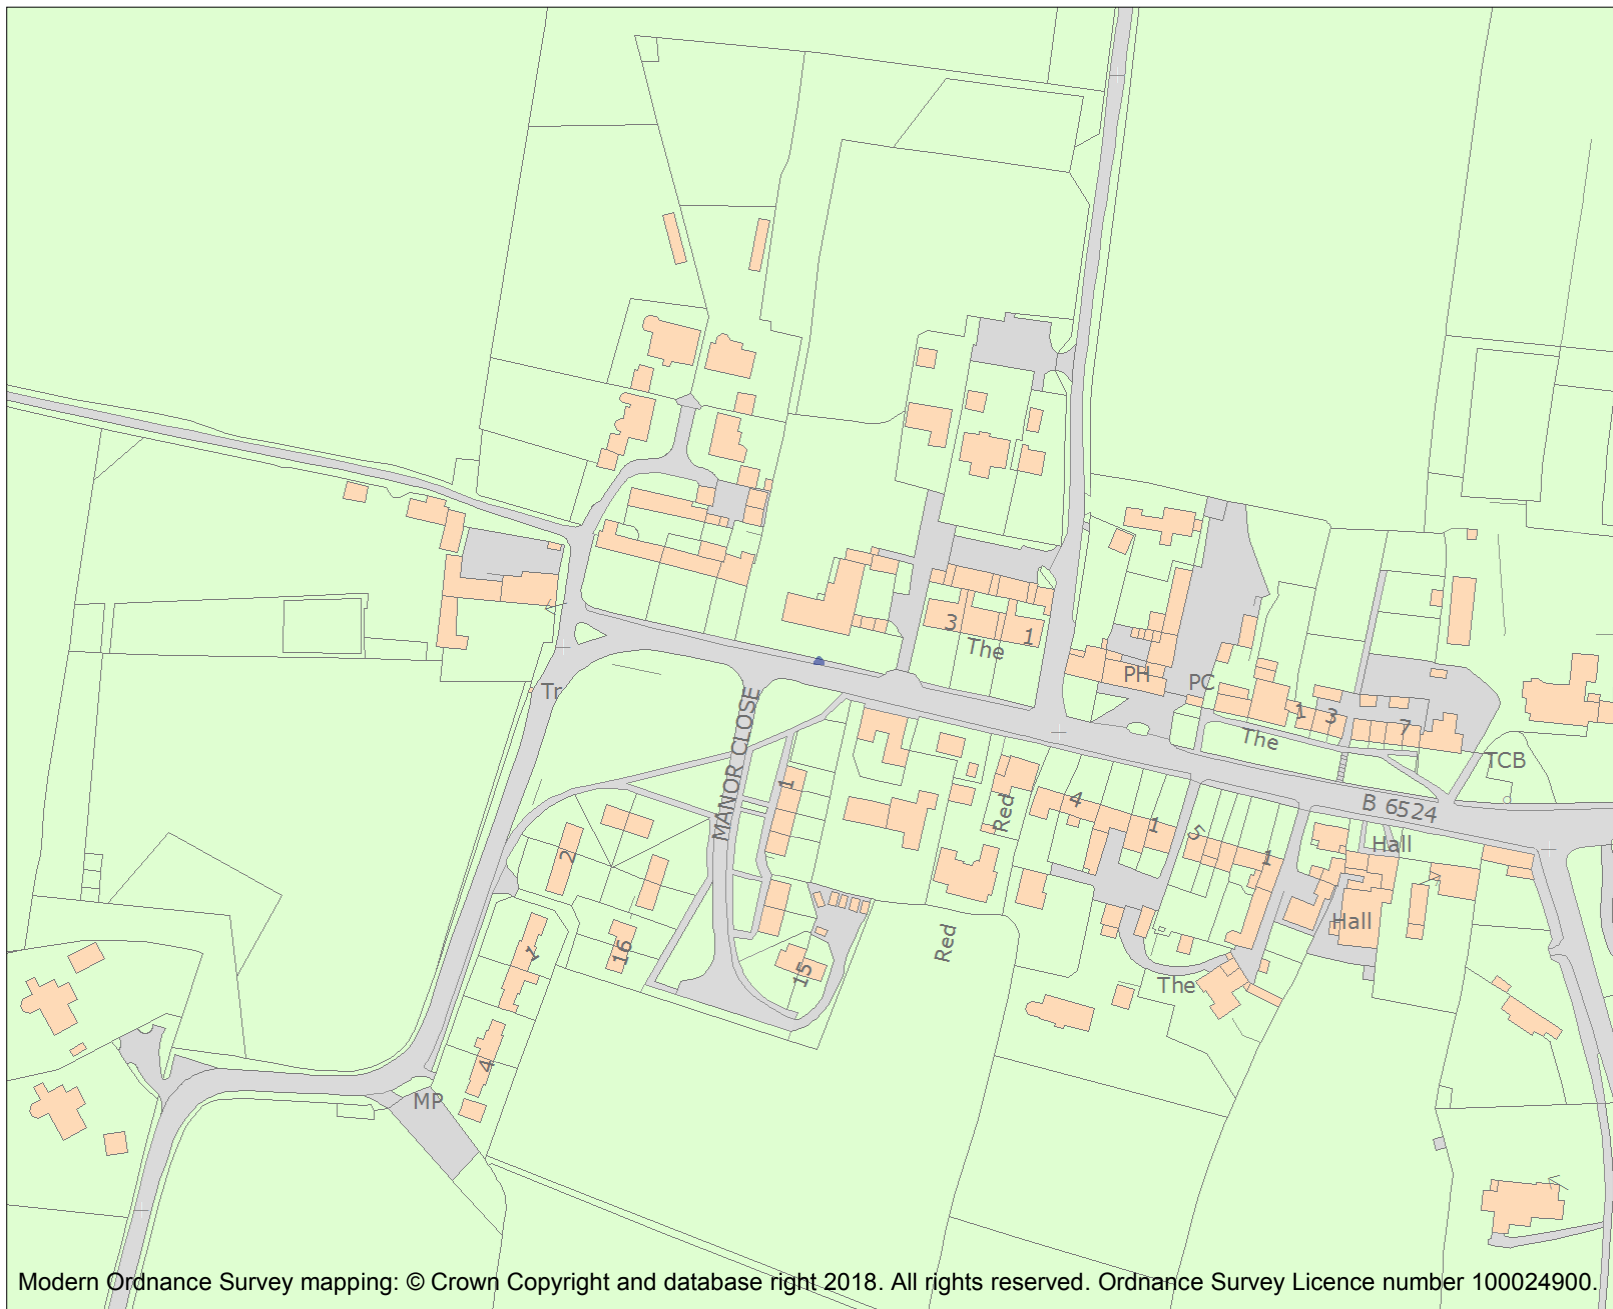 3
1
The
PH
PC
Tr
MANOR CLOSE
1
3
7
The
TCB
B 6524
1
Red
4
1
5
1
Hall
2
Hall
1
16
15
Red
The
4
MP
Modern Ordnance Survey mapping: © Crown Copyright and database right 2018. All rights reserved. Ordnance Survey Licence number 100024900.